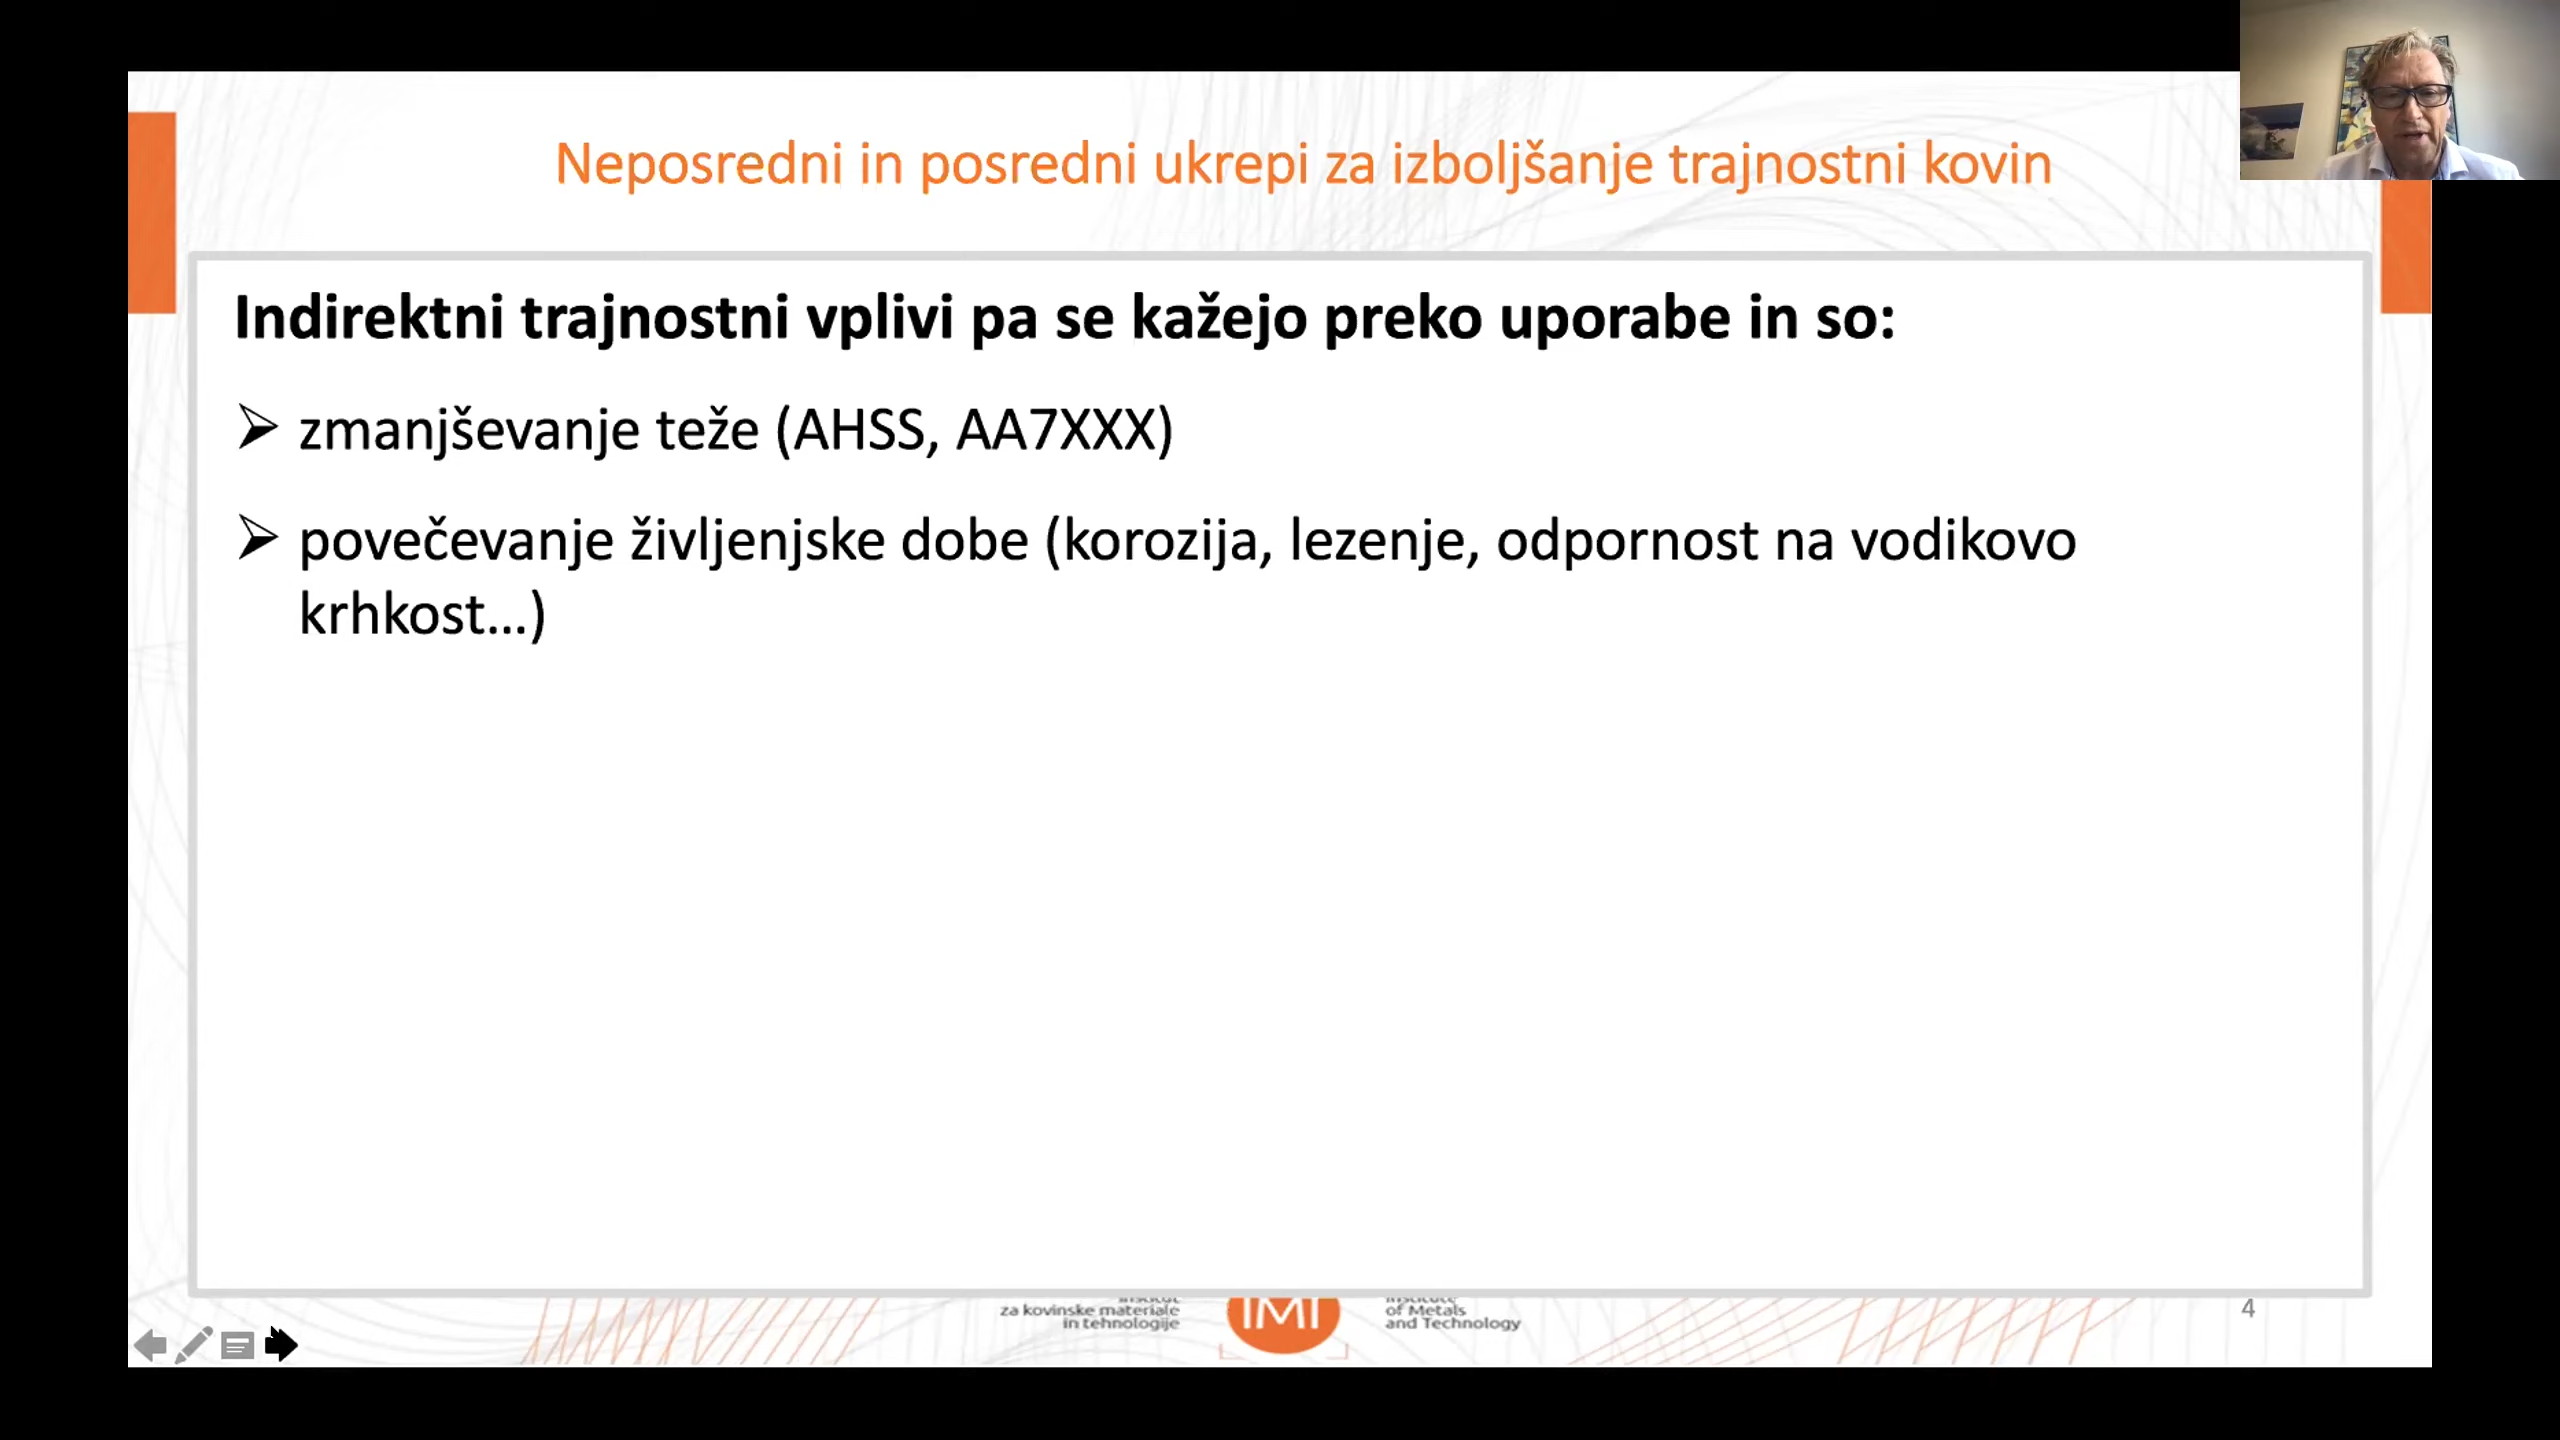 Neposredni in posredni ukrepi za izboljšanje trajnostni kovin
Indirektni trajnostni vplivi pa se kažejo preko uporabe in so:
➢ zmanjševanje teže (AHSS, AA7XXX)
➢ povečevanje življenjske dobe (korozija, lezenje, odpornost na vodikovo
krhkost...)
za kovinske materiale
in tehnologije
IMT
of Metals
and Technology
4